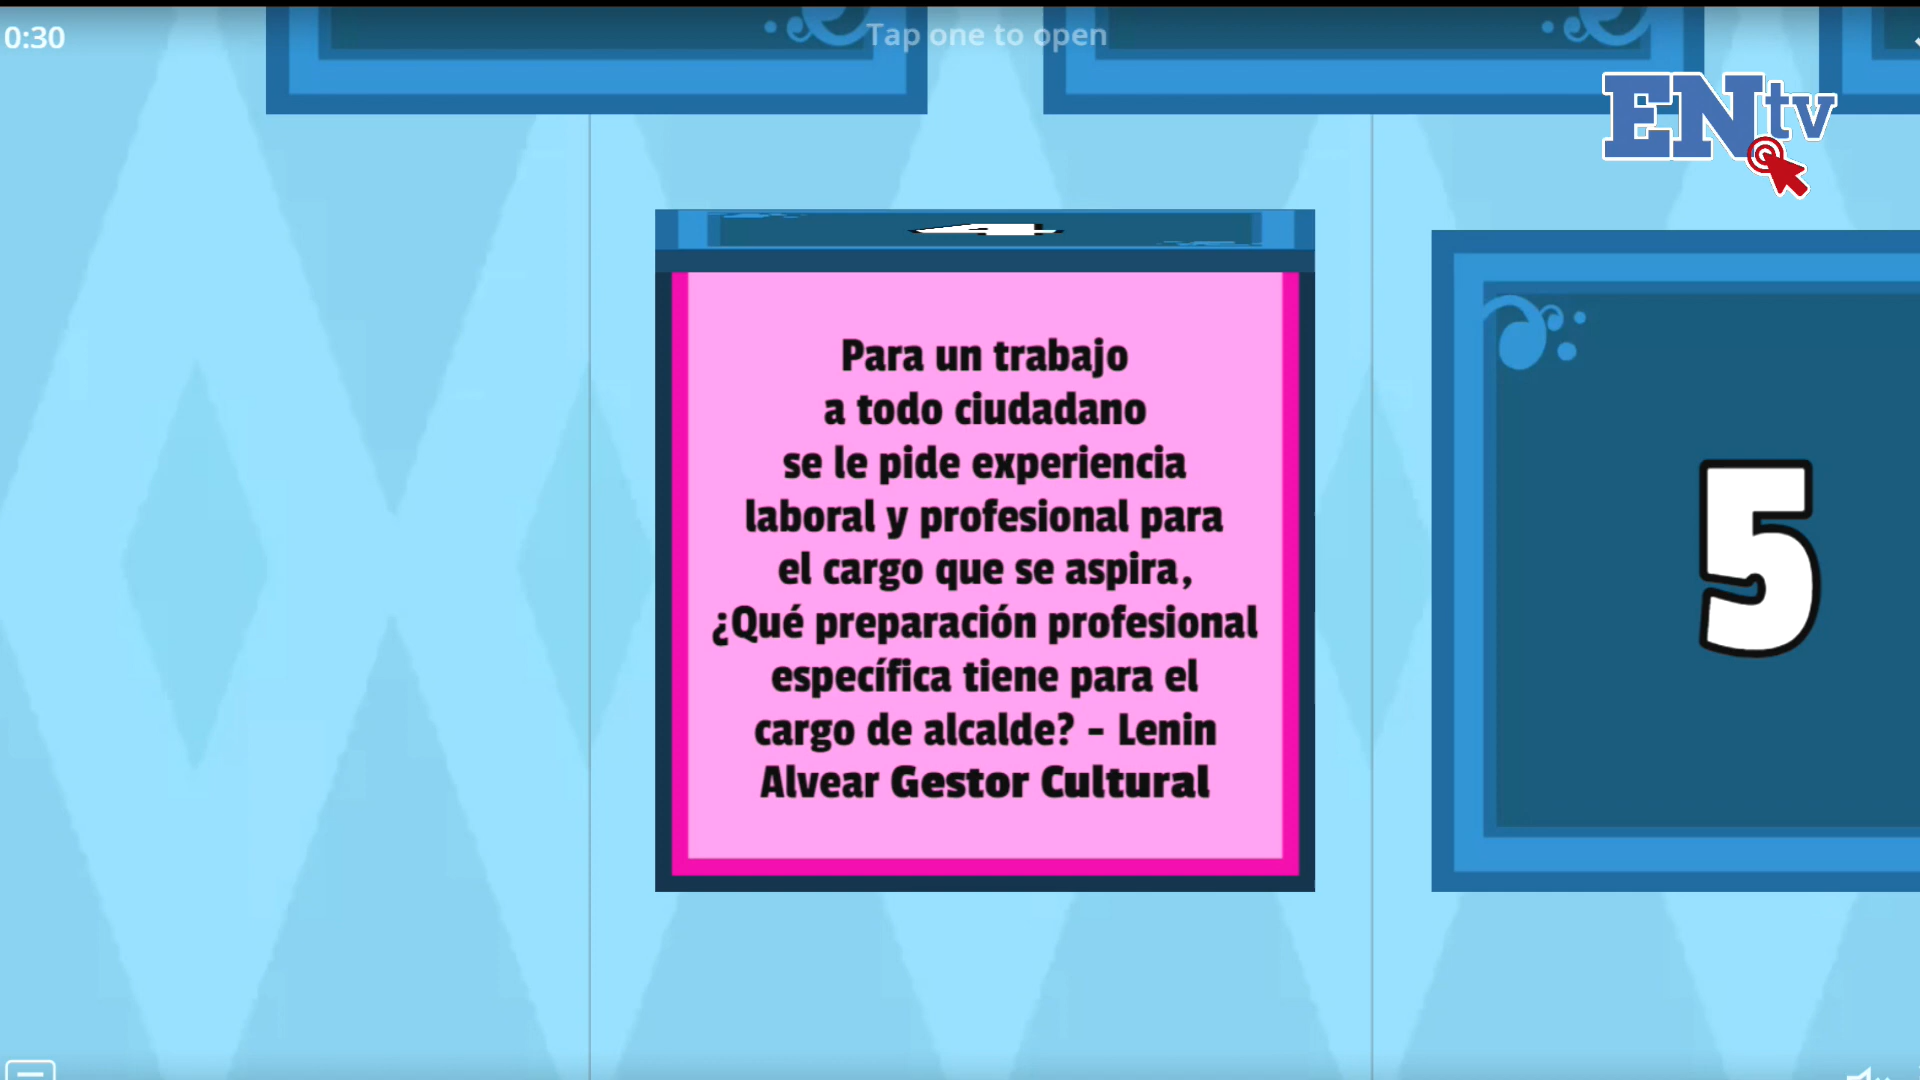 0:30
Tap one to open
ENtv
Para un trabajo
a todo ciudadano
se le pide experiencia
laboral y profesional para
el cargo que se aspira,
¿Qué preparación profesional
específica tiene para el
cargo de alcalde? - Lenin
Alvear Gestor Cultural
5